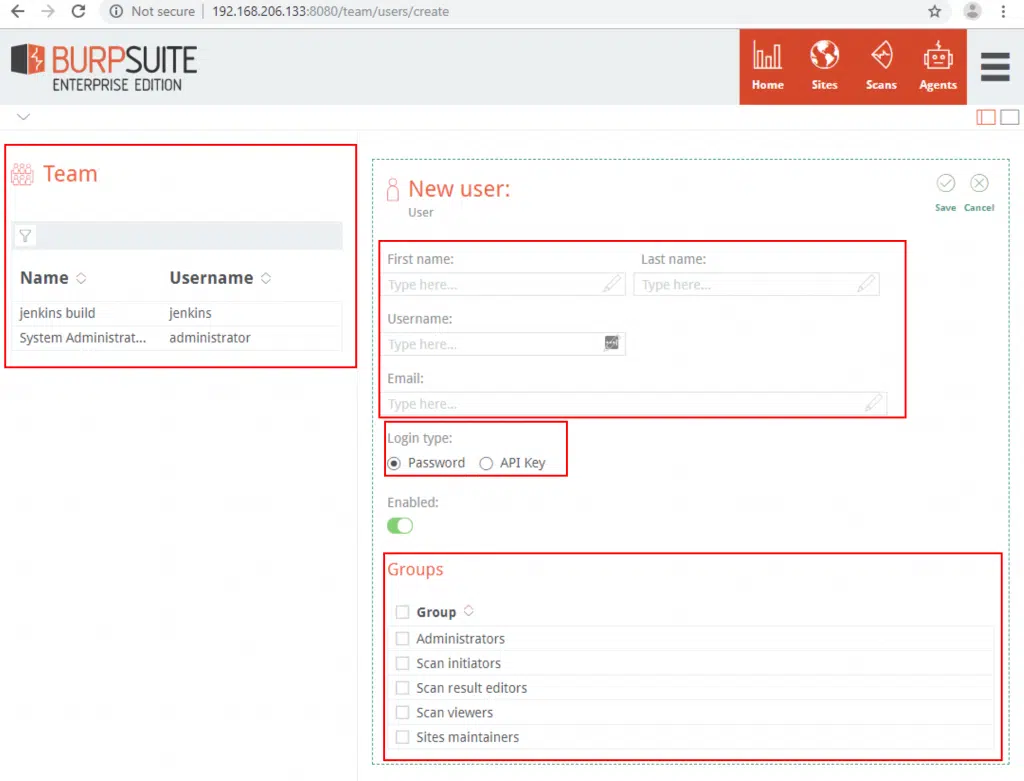 Not secure | 192.168.206.133:8080/team/users/create
BURPSUITE
ENTERPRISE EDITION
Home Sites Scans Agents
Team
Name Username
jenkins build jenkins
System Administrat... administrator
New user:
User
Save Cancel
First name: Last name:
Type here... Type here...
Username:
Type here...
Email:
Type here...
Login type:
Password API Key
Enabled:
Groups
Group
Administrators
Scan initiators
Scan result editors
Scan viewers
Sites maintainers